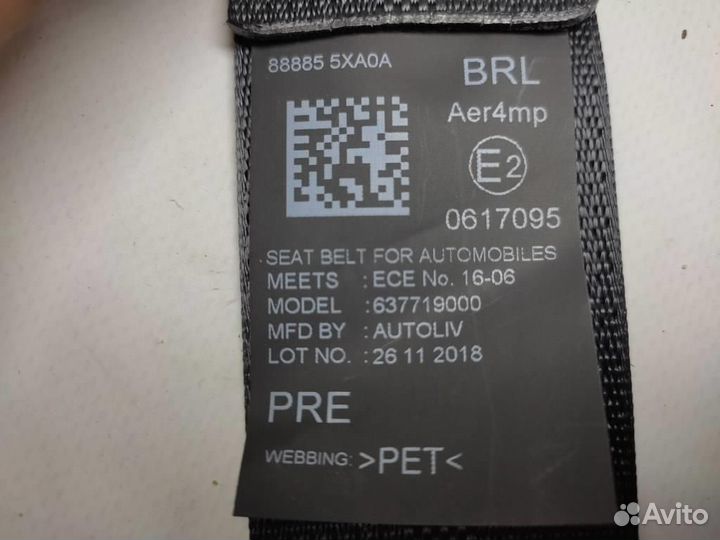 88885 5XA0A
BRL
Aer4mp
E2
0617095
SEAT BELT FOR AUTOMOBILES
MEETS : ECE No. 16-06
MODEL : 637719000
MFD BY : AUTOLIV
LOT NO. : 26 11 2018
PRE
WEBBING: >PET<
Avito